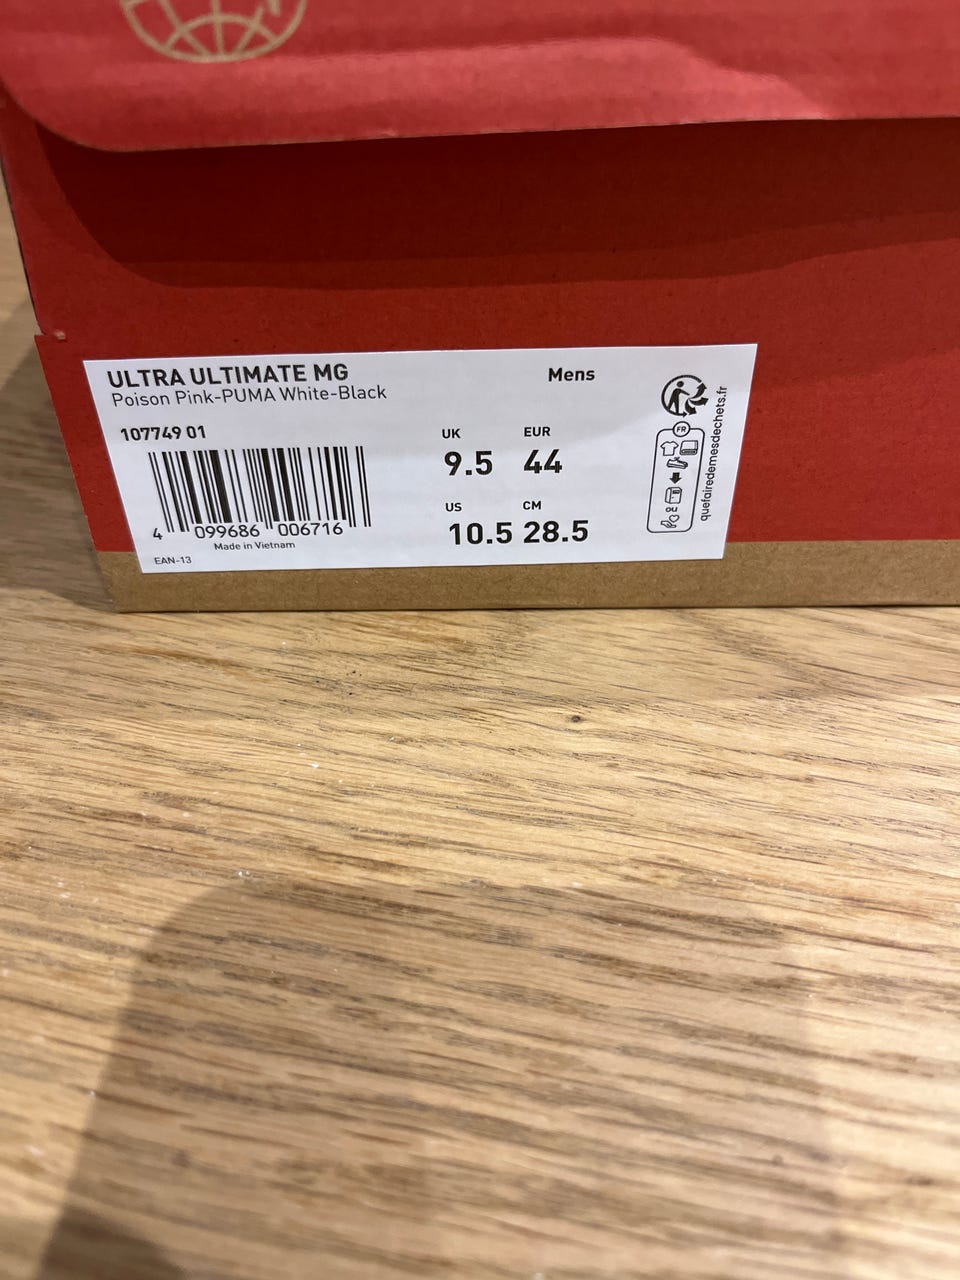 ULTRA ULTIMATE MG
Mens
Poison Pink-PUMA White-Black
107749 01
UK
EUR
9.5
44
US
CM
10.5
28.5
4 099686 006716
Made in Vietnam
EAN-13
FR
OU
quefairedemesdechets.fr